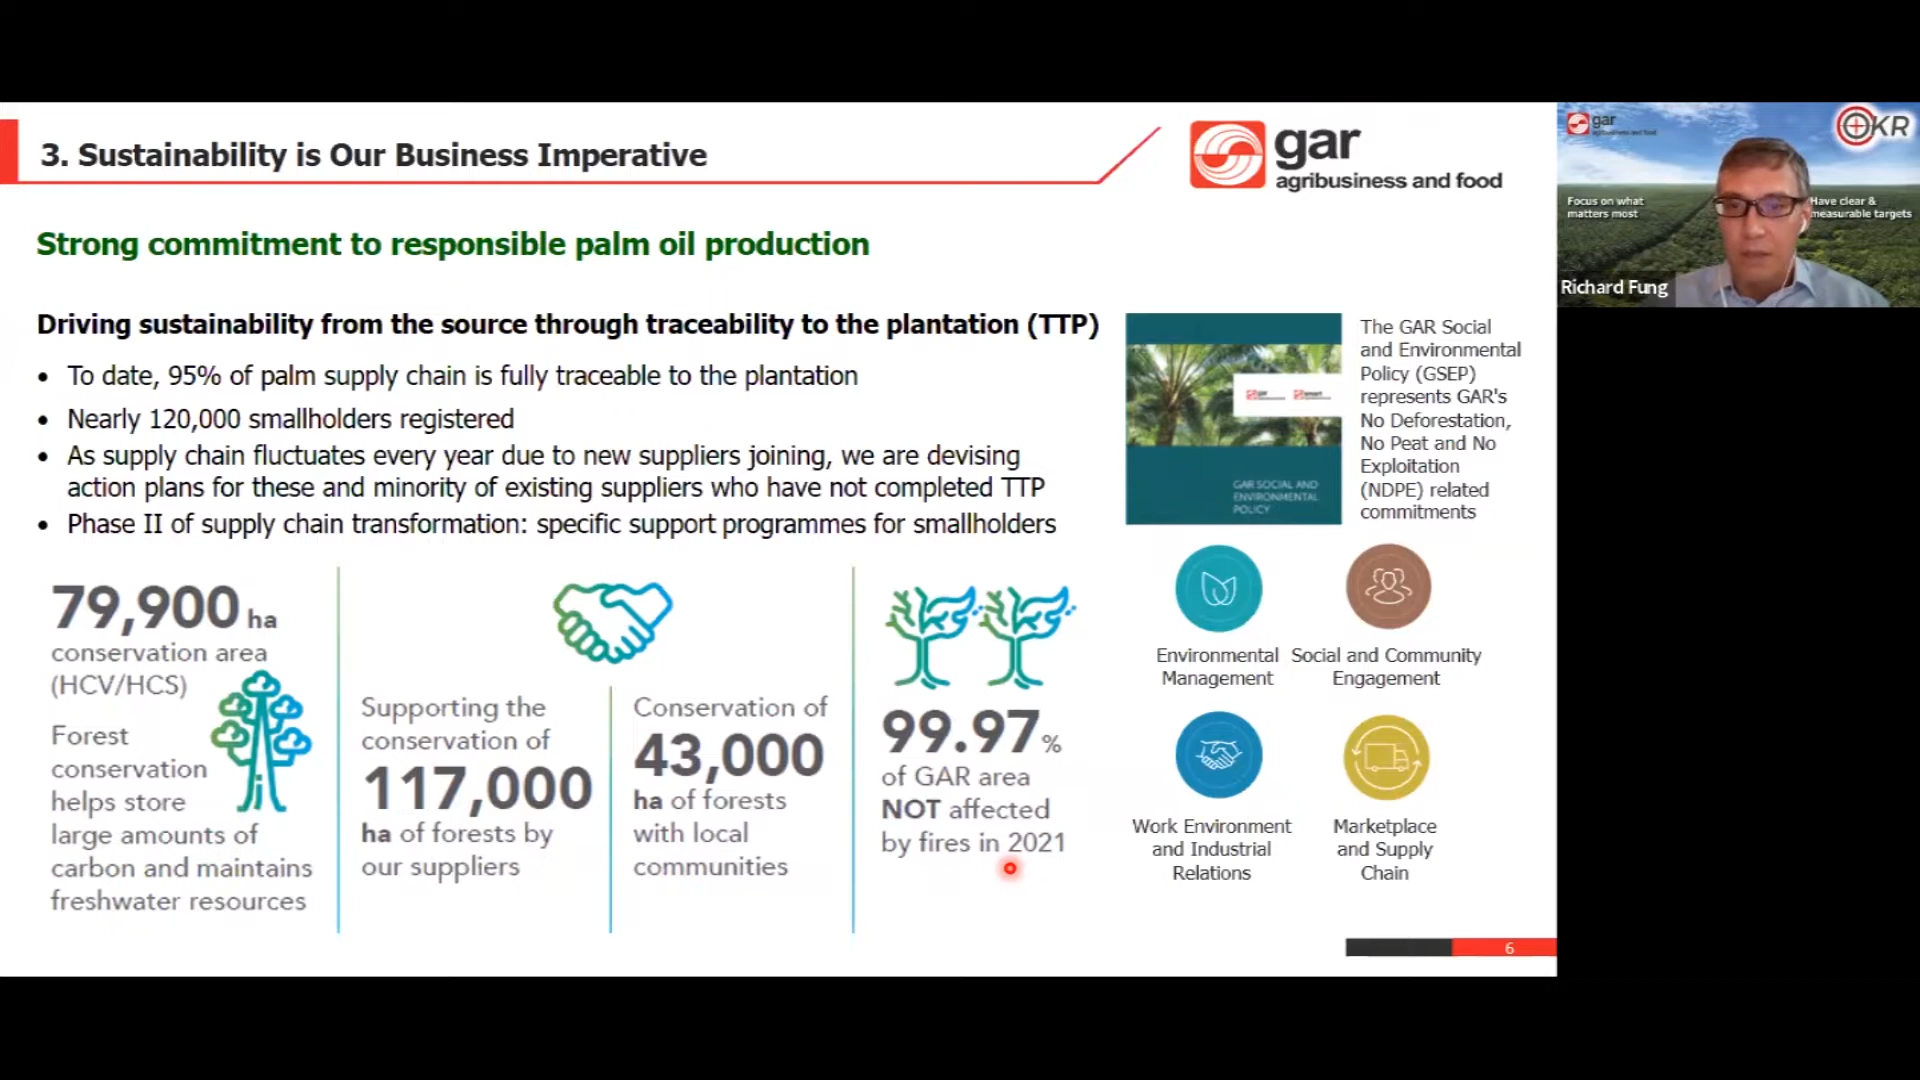 3. Sustainability is Our Business Imperative
gar
agribusiness and food
Strong commitment to responsible palm oil production
Driving sustainability from the source through traceability to the plantation (TTP)
• To date, 95% of palm supply chain is fully traceable to the plantation
• Nearly 120,000 smallholders registered
• As supply chain fluctuates every year due to new suppliers joining, we are devising
action plans for these and minority of existing suppliers who have not completed TTP
• Phase II of supply chain transformation: specific support programmes for smallholders
79,900 ha
conservation area
(HCV/HCS)
Forest
conservation
helps store
large amounts of
carbon and maintains
freshwater resources
Supporting the
conservation of
117,000
ha of forests by
our suppliers
Conservation of
43,000
ha of forests
with local
communities
99.97%
of GAR area
NOT affected
by fires in 2021
GAR SOCIAL AND
ENVIRONMENTAL
POLICY
The GAR Social
and Environmental
Policy (GSEP)
represents GAR's
No Deforestation,
No Peat and No
Exploitation
(NDPE) related
commitments
Environmental
Management
Social and Community
Engagement
Work Environment
and Industrial
Relations
Marketplace
and Supply
Chain
6
gar
agribusiness and food
OKR
Focus on what
matters most
Have clear &
measurable targets
Richard Fung